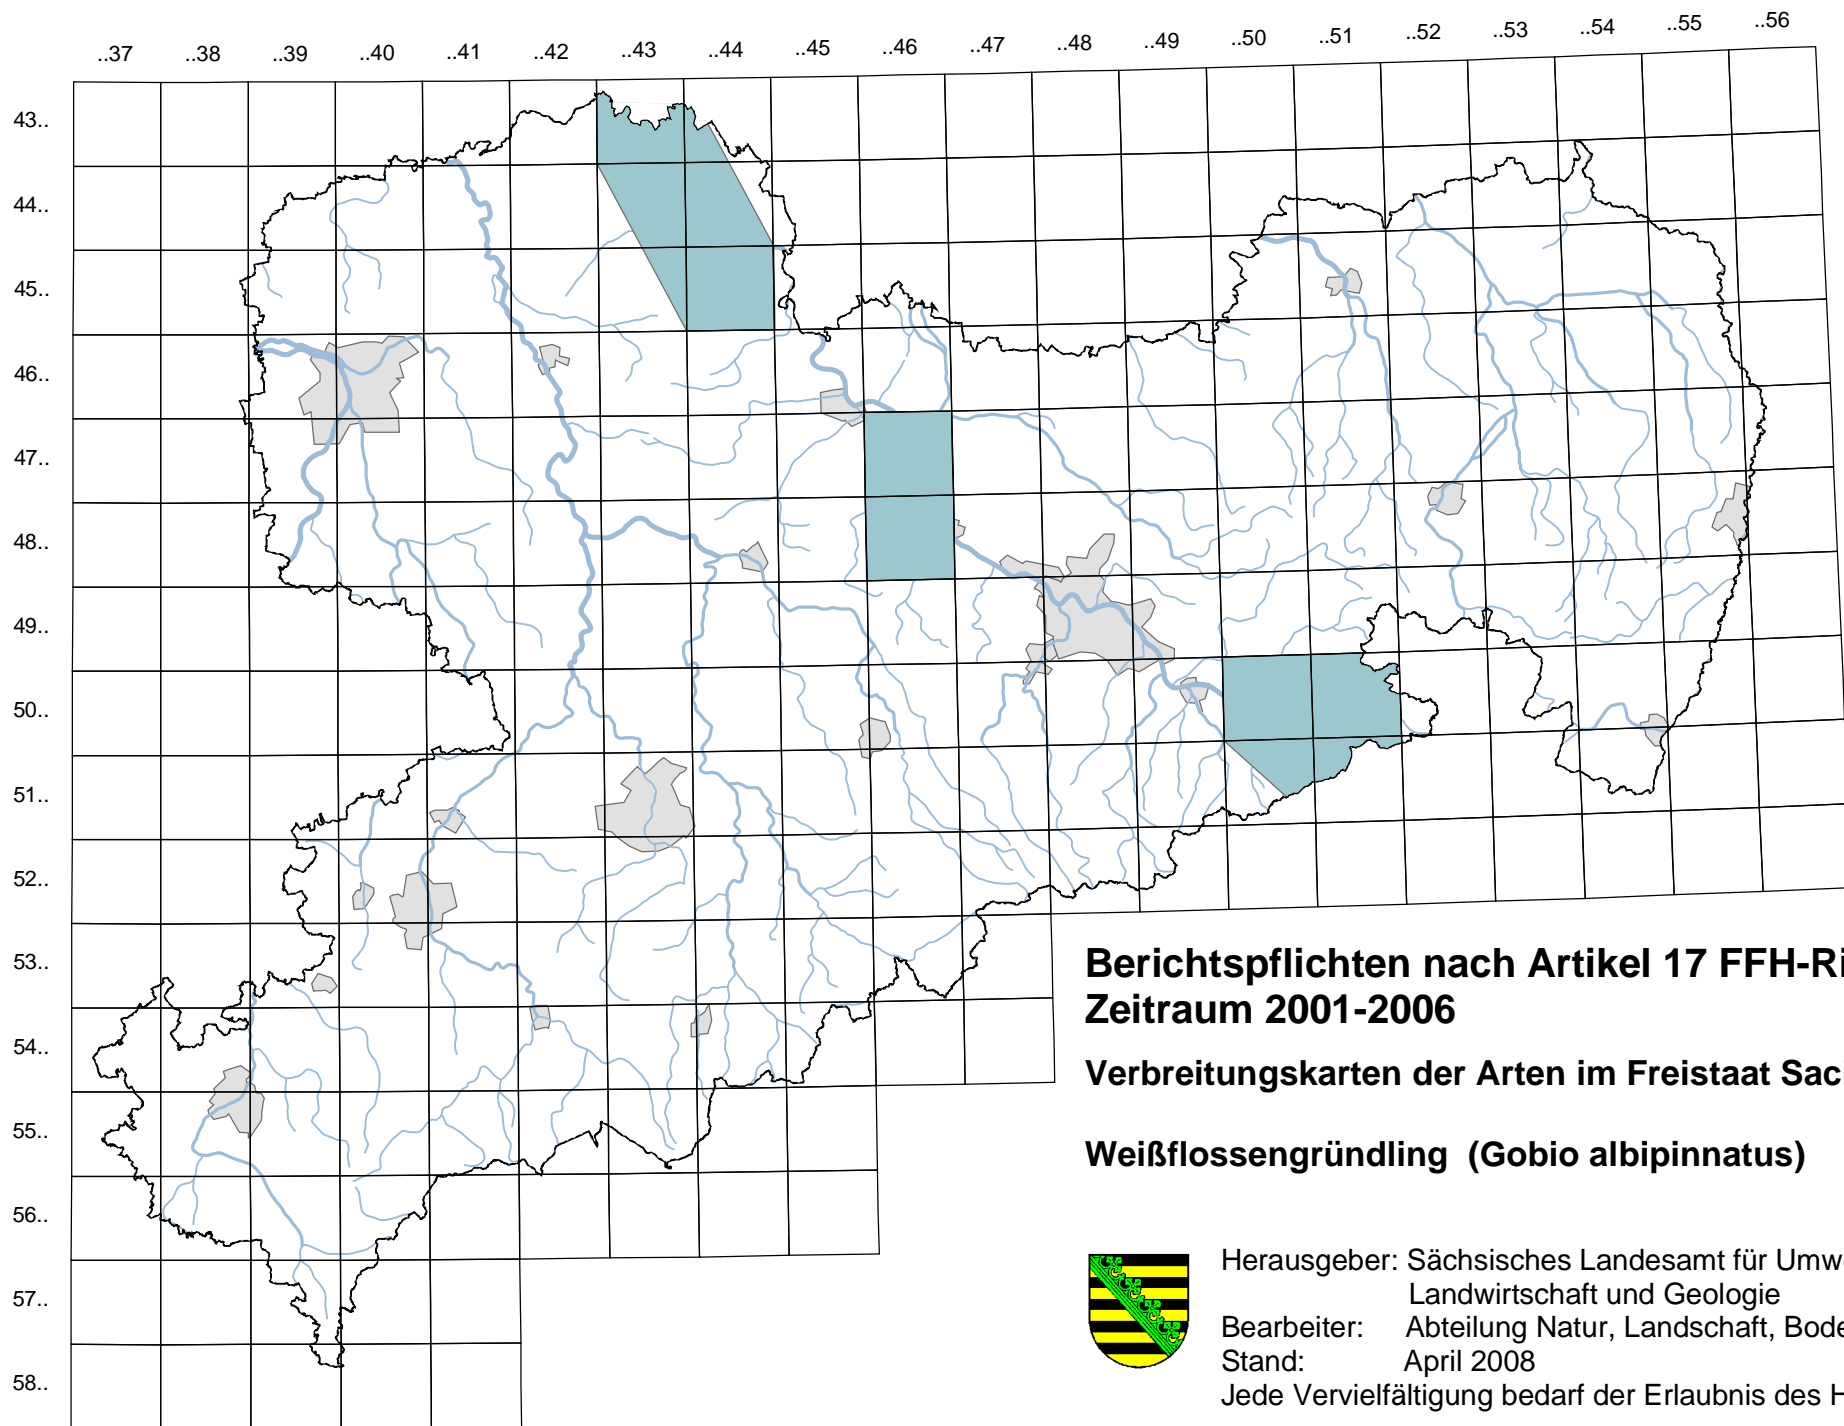 ..37 ..38 ..39 ..40 ..41 ..42 ..43 ..44 ..45 ..46 ..47 ..48 ..49 ..50 ..51 ..52 ..53 ..54 ..55 ..56
43..
44..
45..
46..
47..
48..
49..
50..
51..
52..
53..
54..
55..
56..
57..
58..
Berichtspflichten nach Artikel 17 FFH-Ri
Zeitraum 2001-2006
Verbreitungskarten der Arten im Freistaat Sac
Weißflossengründling (Gobio albipinnatus)
Herausgeber: Sächsisches Landesamt für Umwe
Landwirtschaft und Geologie
Bearbeiter: Abteilung Natur, Landschaft, Bode
Stand: April 2008
Jede Vervielfältigung bedarf der Erlaubnis des H